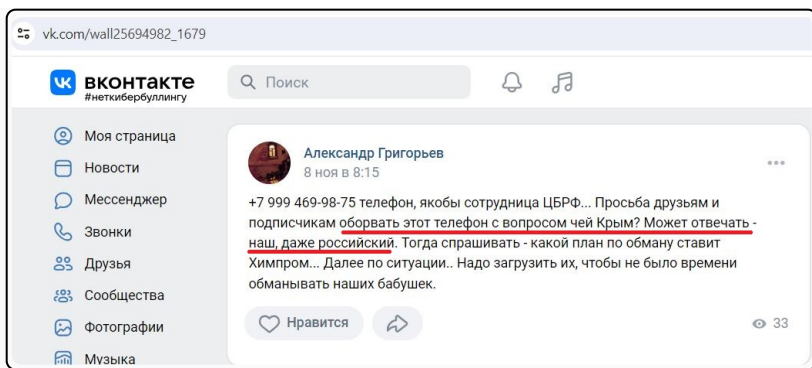 vk.com/wall25694982_1679
ВКОНТАКТЕ
#неткибербуллингу
Поиск
Моя страница
Новости
Мессенджер
Звонки
Друзья
Сообщества
Фотографии
Музыка
Александр Григорьев
8 ноя в 8:15
+7 999 469-98-75 телефон, якобы сотрудница ЦБРФ... Просьба друзьям и
подписчикам оборвать этот телефон с вопросом чей Крым? Может отвечать -
наш, даже российский. Тогда спрашивать - какой план по обману ставит
Химпром... Далее по ситуации.. Надо загрузить их, чтобы не было времени
обманывать наших бабушек.
Нравится
33